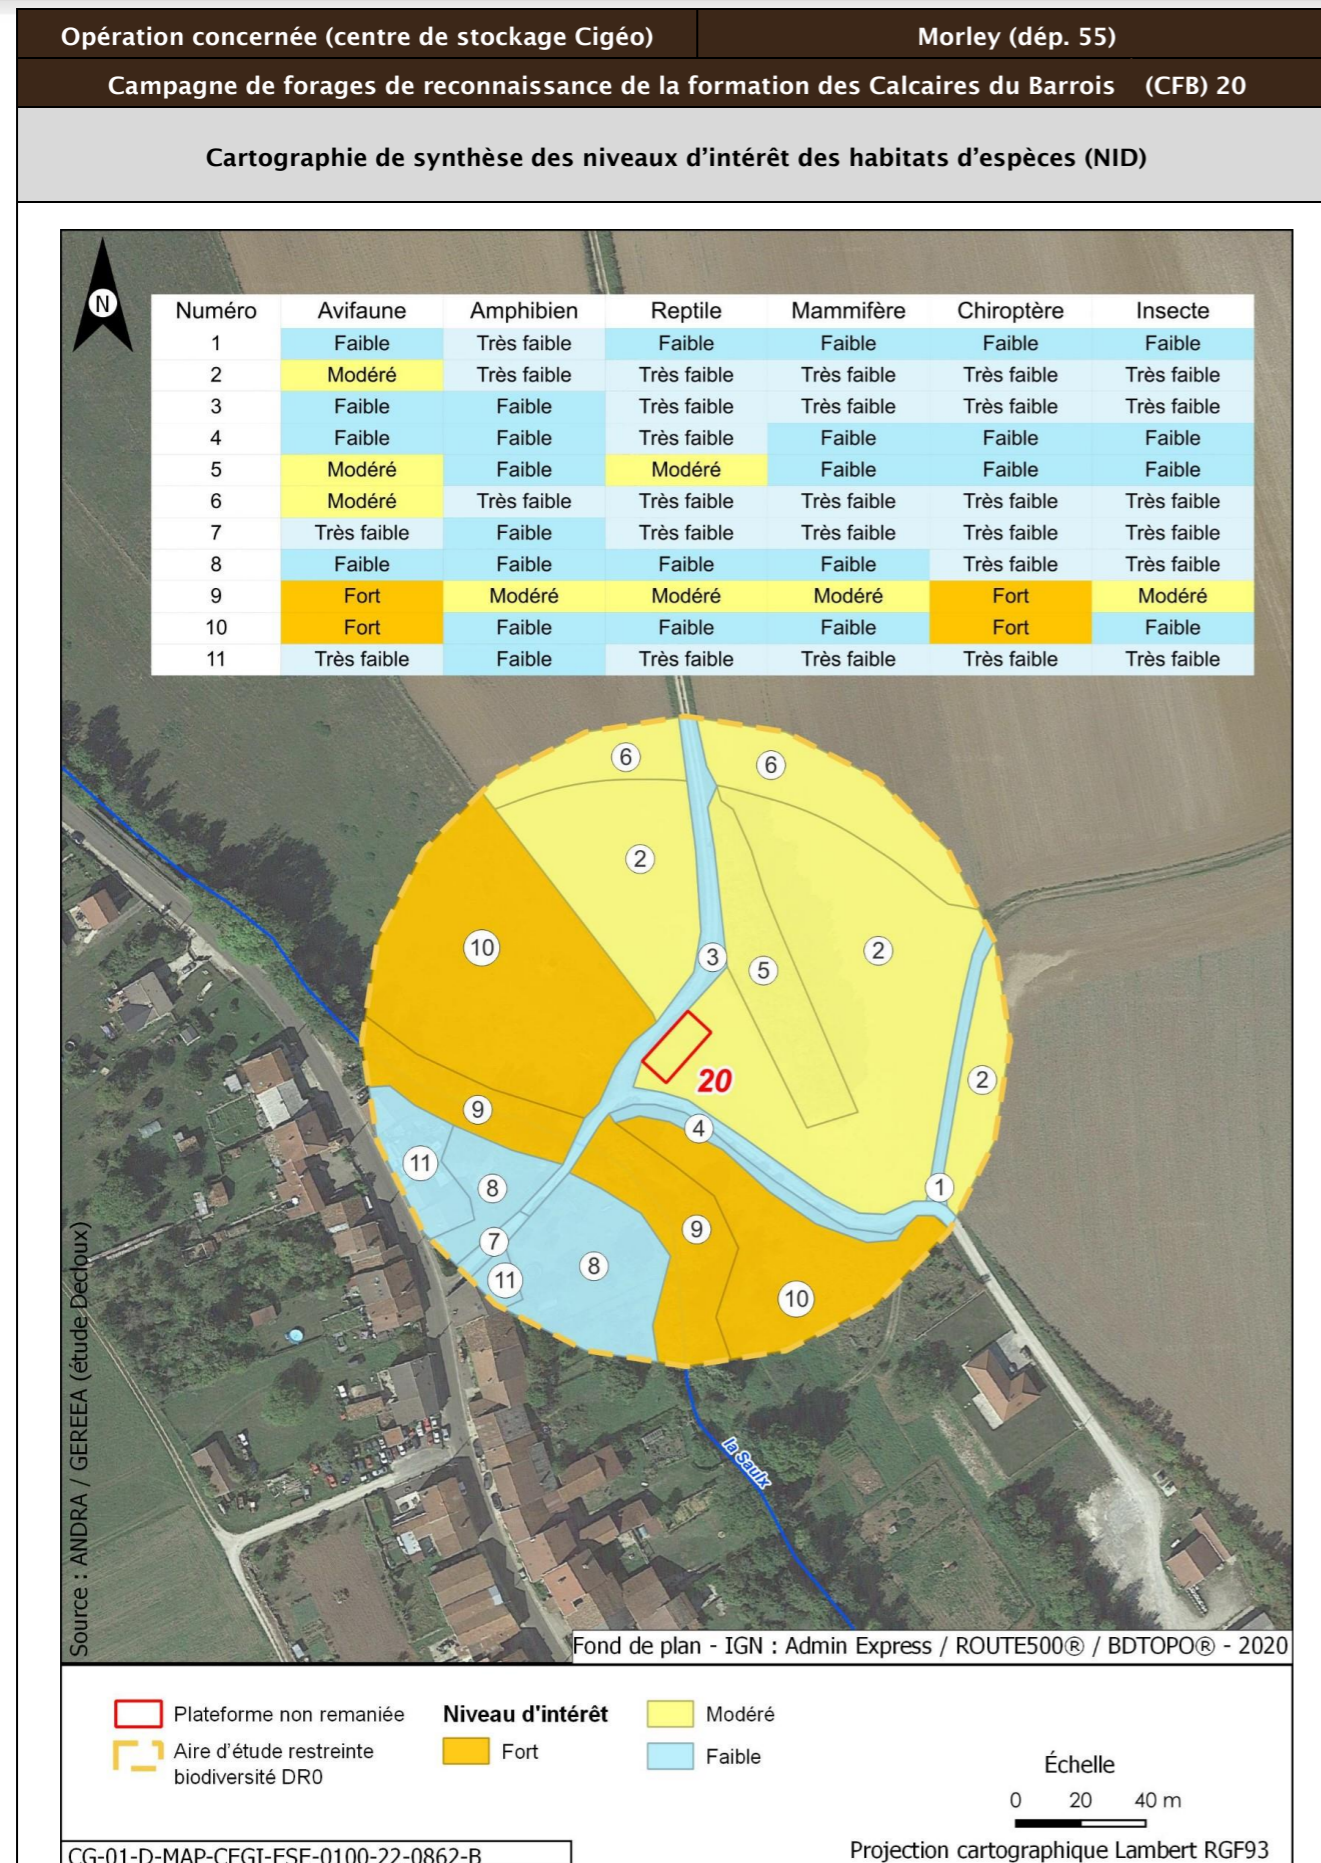 Opération concernée (centre de stockage Cigéo) Morley (dép. 55)
Campagne de forages de reconnaissance de la formation des Calcaires du Barrois (CFB) 20
Cartographie de synthèse des niveaux d'intérêt des habitats d'espèces (NID)
N
Numéro Avifaune Amphibien Reptile Mammifère Chiroptère Insecte
1 Faible Très faible Faible Faible Faible Faible
2 Modéré Très faible Très faible Très faible Très faible Très faible
3 Faible Faible Très faible Très faible Très faible Très faible
4 Faible Faible Très faible Faible Faible Faible
5 Modéré Faible Modéré Faible Faible Faible
6 Modéré Très faible Très faible Très faible Très faible Très faible
7 Très faible Faible Très faible Très faible Très faible Très faible
8 Faible Faible Faible Faible Très faible Très faible
9 Fort Modéré Modéré Modéré Fort Modéré
10 Fort Faible Faible Faible Fort Faible
11 Très faible Faible Très faible Très faible Très faible Très faible
6
6
2
10
3
5
2
20
2
9
4
11
8
1
9
7
8
11
10
la Saulx
Source : ANDRA / GEREEA (étude Decloux)
Fond de plan - IGN : Admin Express / ROUTE500® / BDTOPO® - 2020
Plateforme non remaniée
Aire d'étude restreinte
biodiversité DR0
Niveau d'intérêt
Fort
Modéré
Faible
Échelle
0 20 40 m
Projection cartographique Lambert RGF93
CG-01-D-MAP-CEGI-ESE-0100-22-0862-B